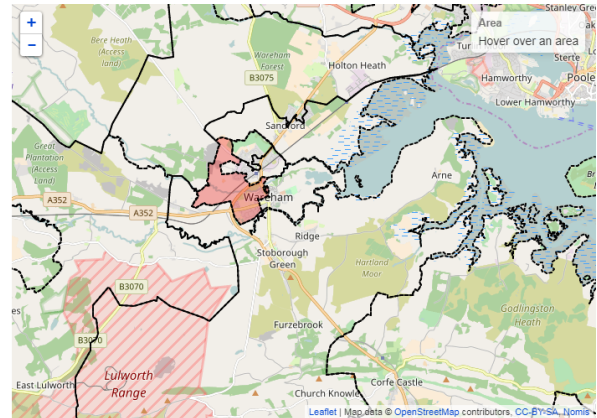 +
−
Bere Heath
(Access
land)
Wareham
Forest
B3075
Holton Heath
Area
Hover over an area
Stanley Gre
Sterte
Poole
Hamworthy
Lower Hamworthy
Sandford
Great
Plantation
(Access
Land)
Arne
A352
A352
Wareham
Ridge
Stoborough
Green
Hartland
Moor
B3070
Godlingston
Heath
Furzebrook
B3070
Lulworth
Range
East Lulworth
Church Knowle
Corfe Castle
Leaflet | Map data © OpenStreetMap contributors, CC-BY-SA, Nomis